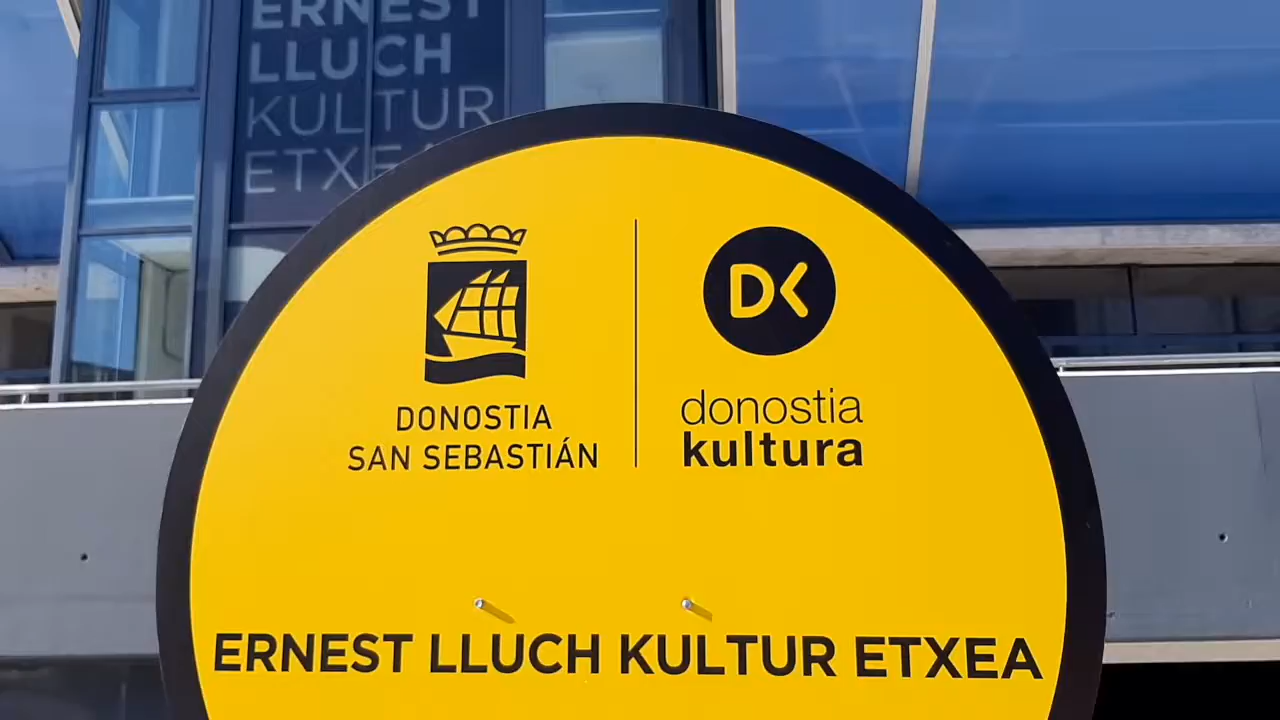 ERNEST
LLUCH
KULTUR
ETXEA
DONOSTIA
SAN SEBASTIÁN
DK
donostia
kultura
ERNEST LLUCH KULTUR ETXEA